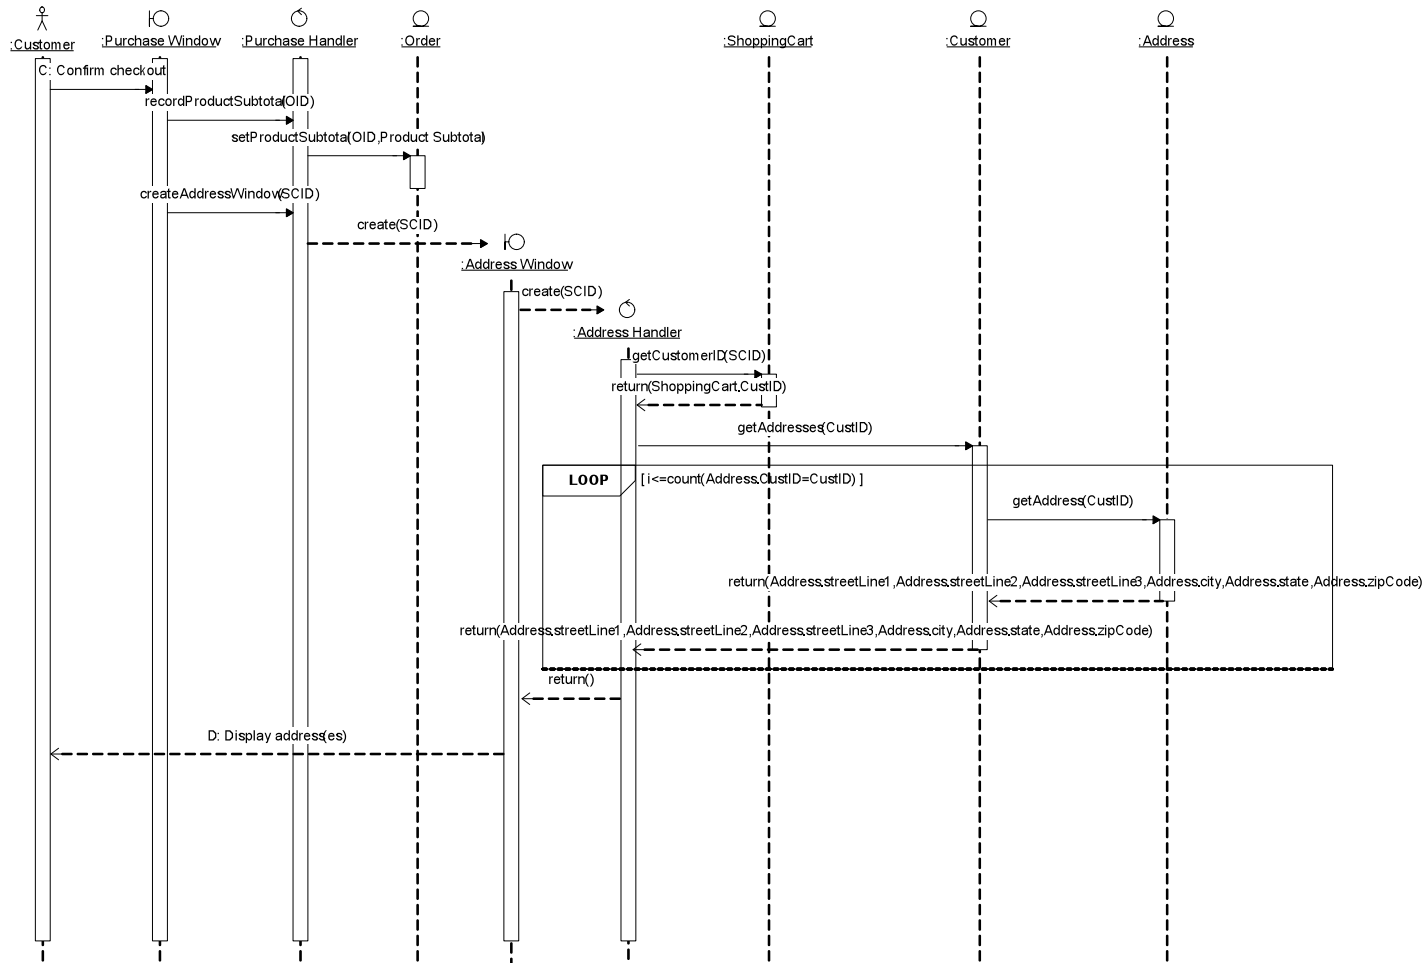 :Customer
:Purchase Window
:Purchase Handler
:Order
:ShoppingCart
:Customer
:Address
C: Confirm checkout
recordProductSubtotal(OID)
setProductSubtotal(OID,Product Subtotal)
createAddressWindow(SCID)
create(SCID)
:Address Window
create(SCID)
:Address Handler
getCustomerID(SCID)
return(ShoppingCart.CustID)
getAddresses(CustID)
LOOP
[ i<=count(Address.CustID=CustID) ]
getAddress(CustID)
return(Address.streetLine1,Address.streetLine2,Address.streetLine3,Address.city,Address.state,Address.zipCode)
return(Address.streetLine1,Address.streetLine2,Address.streetLine3,Address.city,Address.state,Address.zipCode)
return()
D: Display address(es)